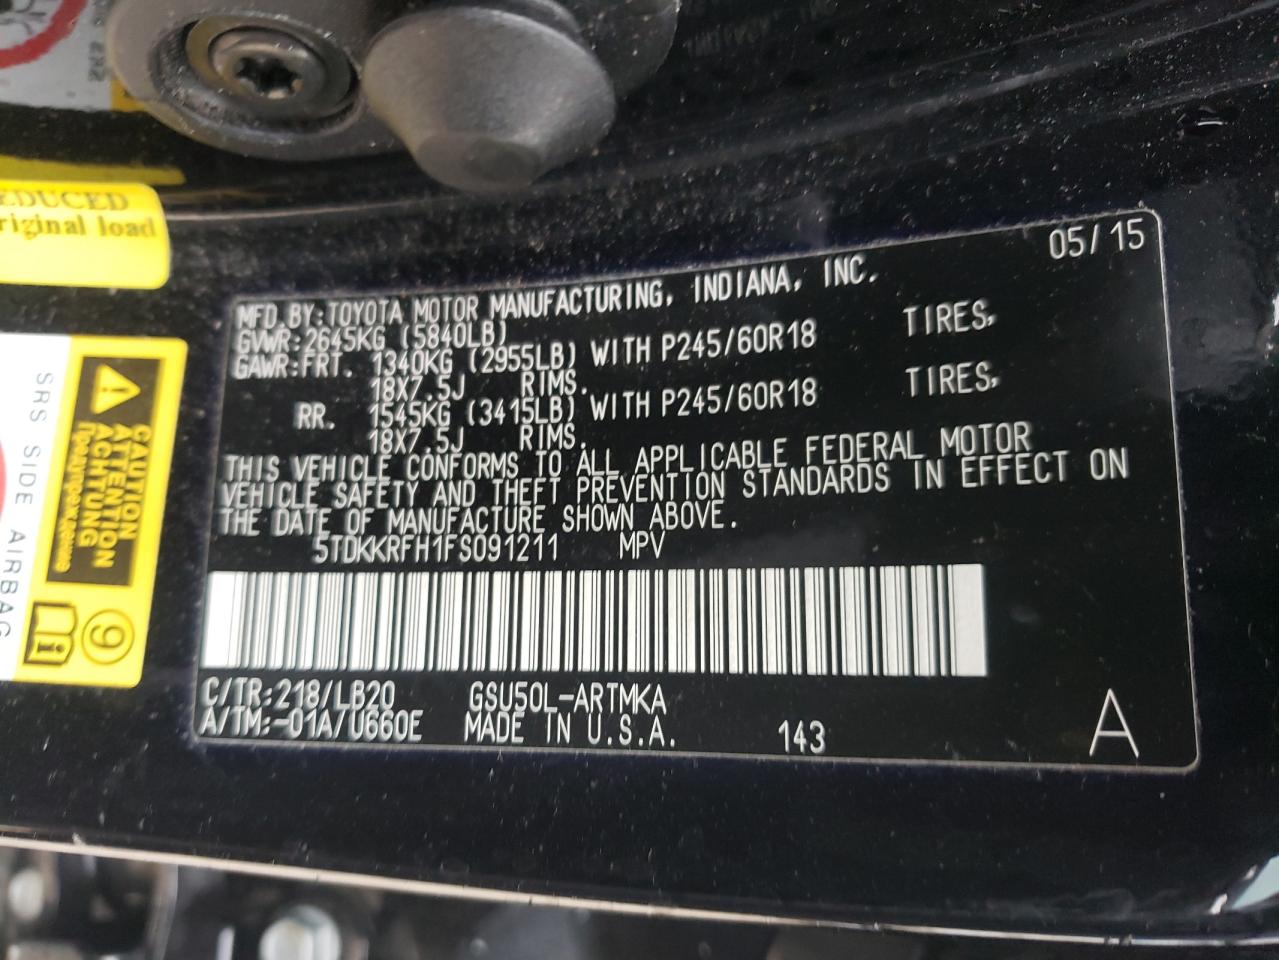 EDUCED
riginal load
05/15
MFD.BY:TOYOTA MOTOR MANUFACTURING, INDIANA, INC.
GVWR:2645KG (5840LB)
GAWR:FRT. 1340KG (2955LB) WITH P245/60R18 TIRES,
18X7.5J RIMS.
RR. 1545KG (3415LB) WITH P245/60R18 TIRES,
18X7.5J RIMS.
THIS VEHICLE CONFORMS TO ALL APPLICABLE FEDERAL MOTOR
VEHICLE SAFETY AND THEFT PREVENTION STANDARDS IN EFFECT ON
THE DATE OF MANUFACTURE SHOWN ABOVE.
5TDKKRFH1FS091211 MPV
C/TR:218/LB20 GSU50L-ARTMKA
A/TM:-01A/U660E MADE IN U.S.A. 143 A
CAUTION
ATTENTION
ACHTUNG
Предупреждение
SRS SIDE AIRBAG
9
i